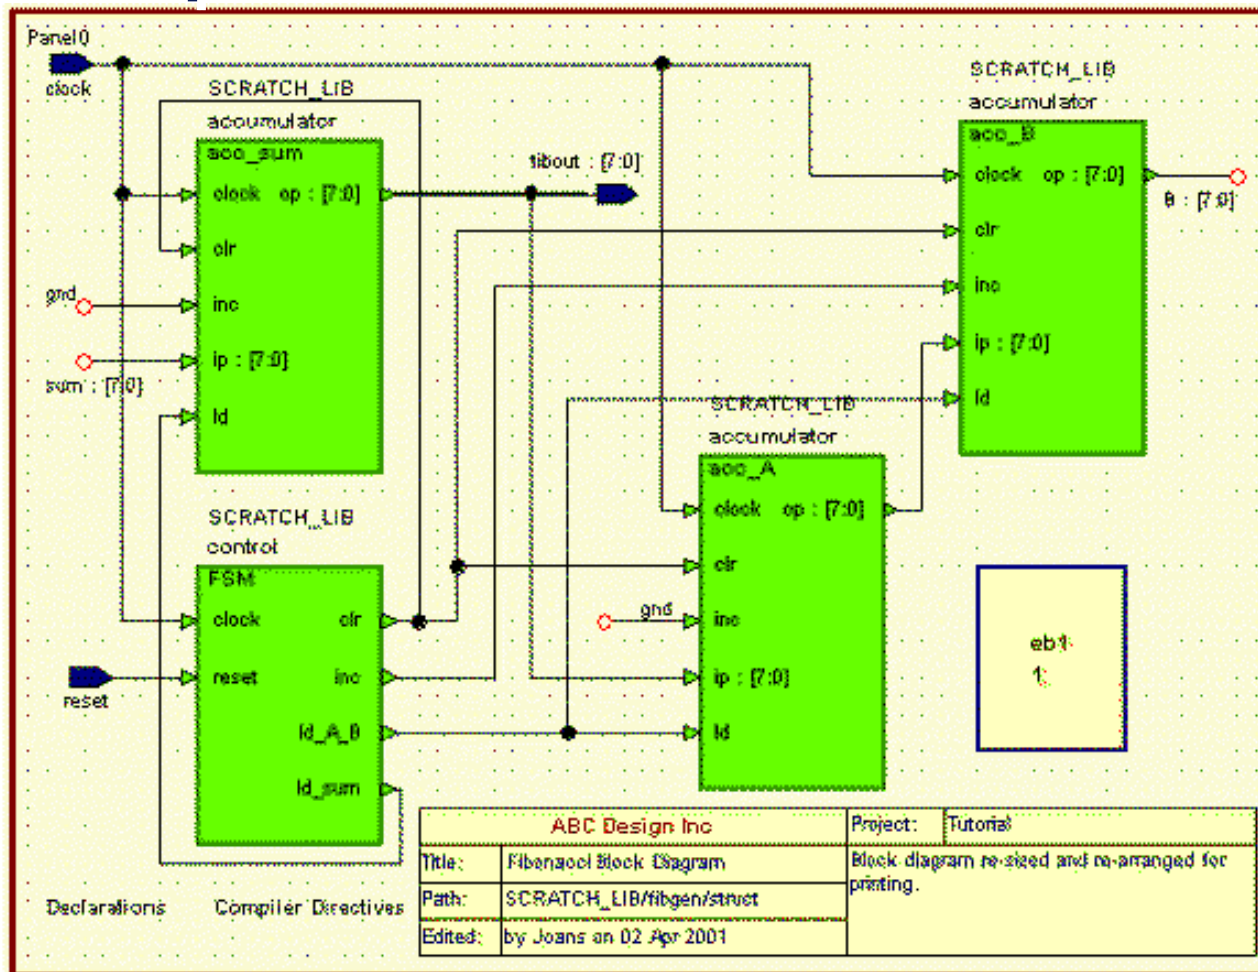 Panel0
clock
SCRATCH_LIB
accumulator
acc_sum
clock op : [7:0]
clr
inc
ip : [7:0]
ld
gnd
sum : [7:0]
fibout : [7:0]
SCRATCH_LIB
accumulator
acc_B
clock op : [7:0]
clr
inc
ip : [7:0]
ld
B : [7:0]
SCRATCH_LIB
accumulator
acc_A
clock op : [7:0]
clr
gnd
inc
ip : [7:0]
ld
SCRATCH_LIB
control
FSM
clock clr
reset inc
ld_A_B
ld_sum
reset
eb1
1
Declarations Compiler Directives
ABC Design Inc
Project: Tutorial
Title: Fibonacci Block Diagram
Block diagram re-sized and re-arranged for
printing.
Path: SCRATCH_LIB/fibgen/struct
Edited: by Joans on 02 Apr 2001